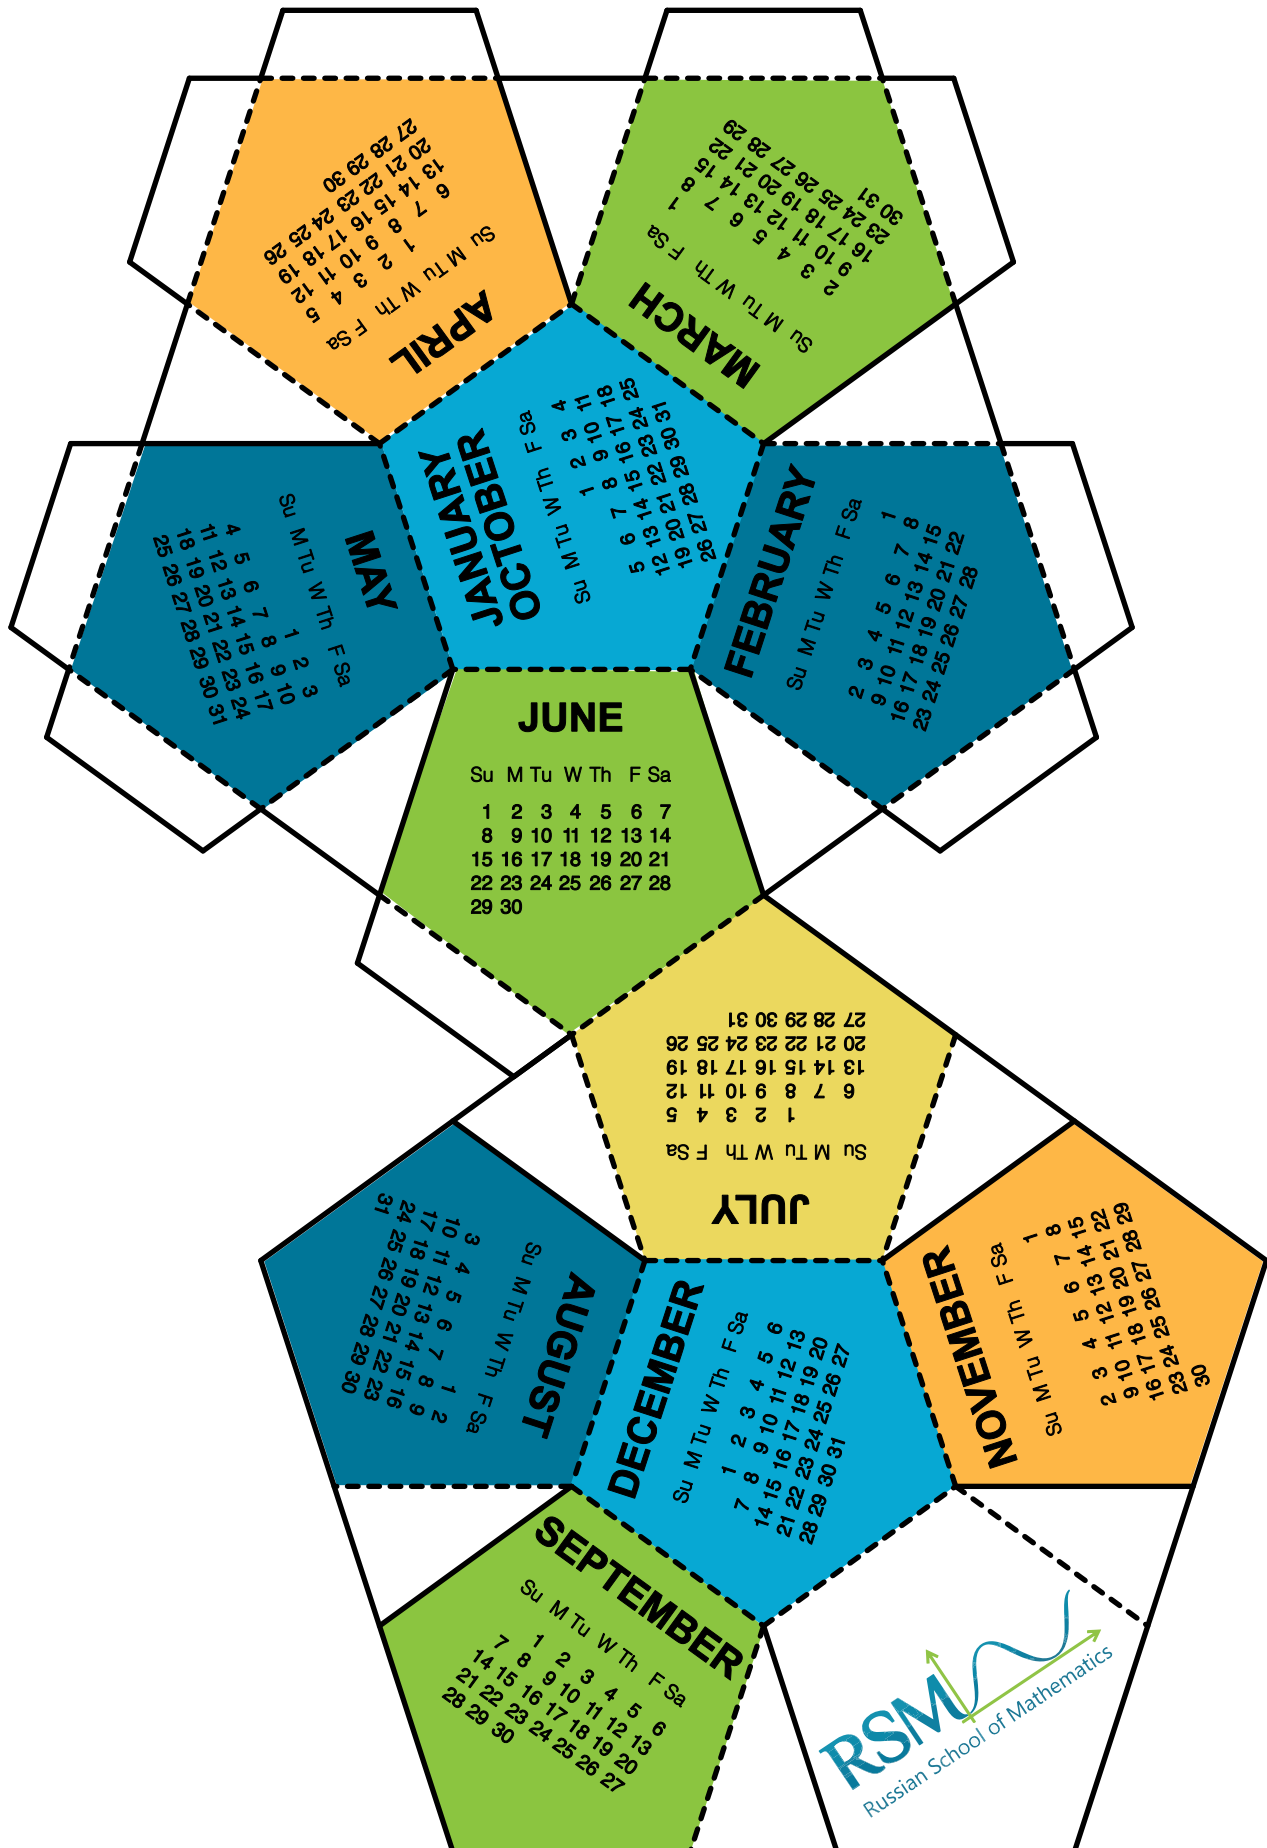 APRIL
Su M Tu W Th F Sa
1 2 3 4 5
6 7 8 9 10 11 12
13 14 15 16 17 18 19
20 21 22 23 24 25 26
27 28 29 30
MARCH
Su M Tu W Th F Sa
1
2 3 4 5 6 7 8
9 10 11 12 13 14 15
16 17 18 19 20 21 22
23 24 25 26 27 28 29
30 31
JANUARY
OCTOBER
Su M Tu W Th F Sa
1 2 3 4
5 6 7 8 9 10 11
12 13 14 15 16 17 18
19 20 21 22 23 24 25
26 27 28 29 30 31
MAY
Su M Tu W Th F Sa
1 2 3
4 5 6 7 8 9 10
11 12 13 14 15 16 17
18 19 20 21 22 23 24
25 26 27 28 29 30 31
FEBRUARY
Su M Tu W Th F Sa
1
2 3 4 5 6 7 8
9 10 11 12 13 14 15
16 17 18 19 20 21 22
23 24 25 26 27 28
JUNE
Su M Tu W Th F Sa
1 2 3 4 5 6 7
8 9 10 11 12 13 14
15 16 17 18 19 20 21
22 23 24 25 26 27 28
29 30
JULY
Su M Tu W Th F Sa
1 2 3 4 5
6 7 8 9 10 11 12
13 14 15 16 17 18 19
20 21 22 23 24 25 26
27 28 29 30 31
AUGUST
Su M Tu W Th F Sa
1 2
3 4 5 6 7 8 9
10 11 12 13 14 15 16
17 18 19 20 21 22 23
24 25 26 27 28 29 30
31
DECEMBER
Su M Tu W Th F Sa
1 2 3 4 5 6
7 8 9 10 11 12 13
14 15 16 17 18 19 20
21 22 23 24 25 26 27
28 29 30 31
NOVEMBER
Su M Tu W Th F Sa
1
2 3 4 5 6 7 8
9 10 11 12 13 14 15
16 17 18 19 20 21 22
23 24 25 26 27 28 29
30
SEPTEMBER
Su M Tu W Th F Sa
1 2 3 4 5 6
7 8 9 10 11 12 13
14 15 16 17 18 19 20
21 22 23 24 25 26 27
28 29 30
RSM
Russian School of Mathematics